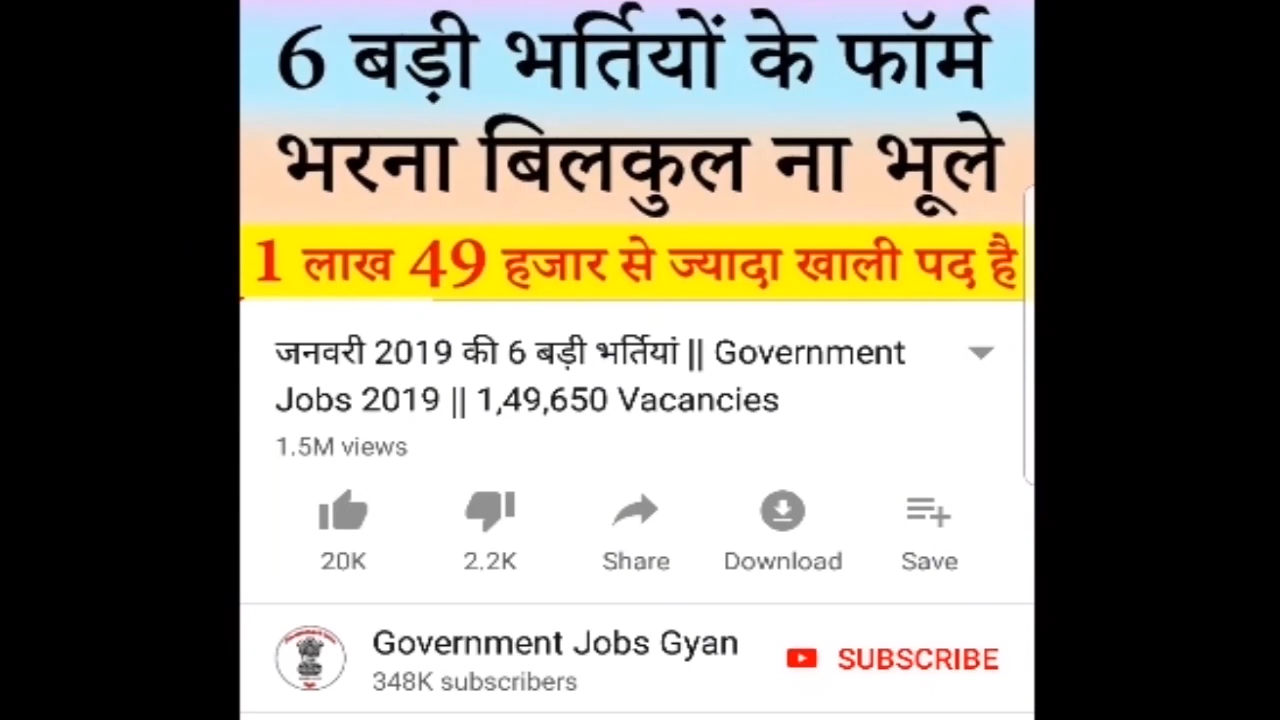 6 बड़ी भर्तियों के फॉर्म
भरना बिलकुल ना भूले
1 लाख 49 हजार से ज्यादा खाली पद है
जनवरी 2019 की 6 बड़ी भर्तियां || Government
Jobs 2019 || 1,49,650 Vacancies
1.5M views
20K 2.2K Share Download Save
Government Jobs Gyan
348K subscribers
SUBSCRIBE